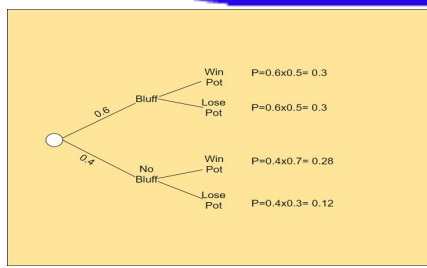 Win
Pot
P=0.6x0.5= 0.3
Bluff
0.6
Lose
Pot
P=0.6x0.5= 0.3
0.4
No
Bluff
Win
Pot
P=0.4x0.7= 0.28
Lose
Pot
P=0.4x0.3= 0.12